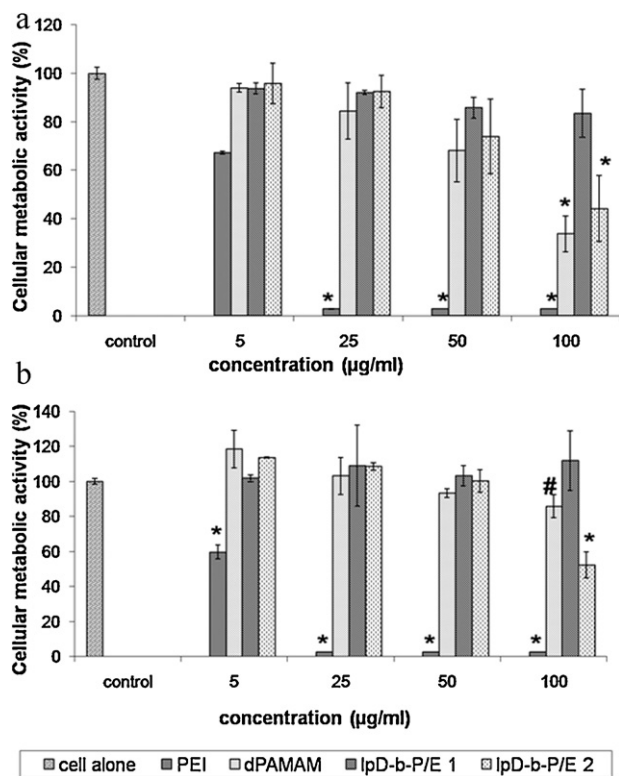 a
Cellular metabolic activity (%)
120
100
80
60
40
20
0
*
*
*
*
*
control
5
25
50
100
concentration (µg/ml)
b
Cellular metabolic activity (%)
140
120
100
80
60
40
20
0
*
*
*
*
#
*
control
5
25
50
100
concentration (µg/ml)
cell alone
PEI
dPAMAM
lpD-b-P/E 1
lpD-b-P/E 2